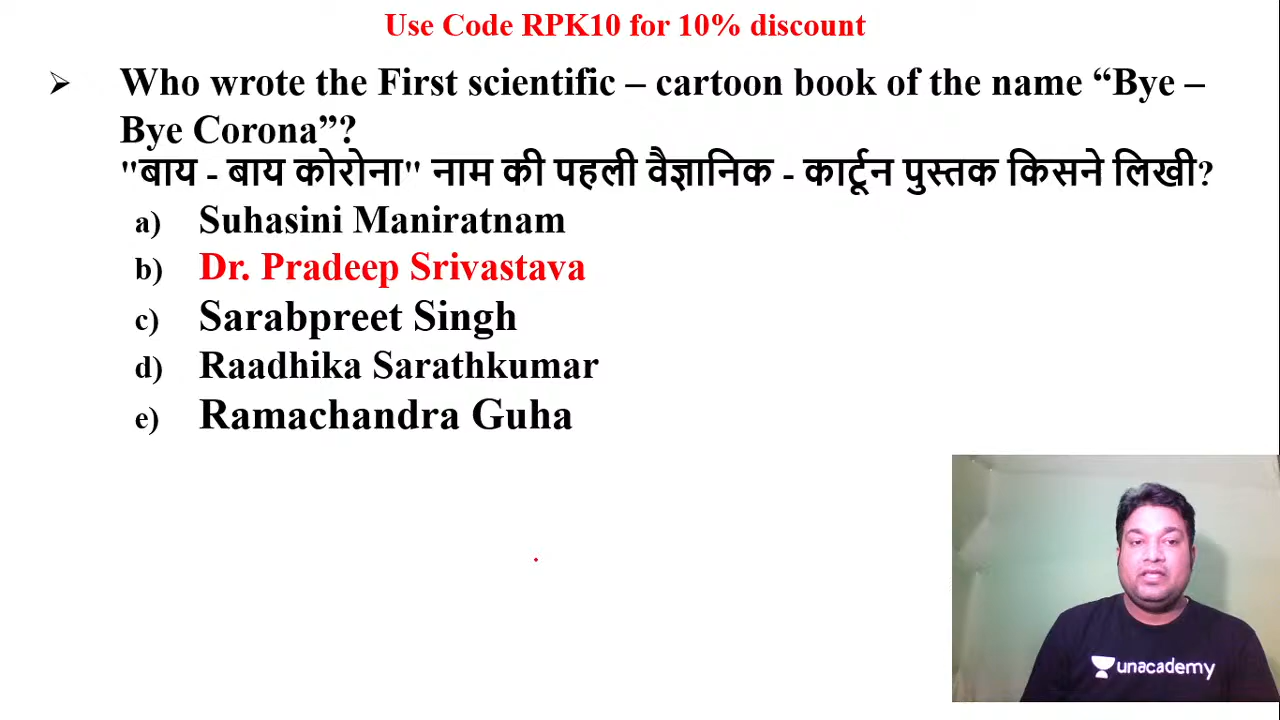 Use Code RPK10 for 10% discount
➢ Who wrote the First scientific – cartoon book of the name “Bye –
Bye Corona”?
"बाय - बाय कोरोना" नाम की पहली वैज्ञानिक - कार्टून पुस्तक किसने लिखी?
a) Suhasini Maniratnam
b) Dr. Pradeep Srivastava
c) Sarabpreet Singh
d) Raadhika Sarathkumar
e) Ramachandra Guha
unacademy